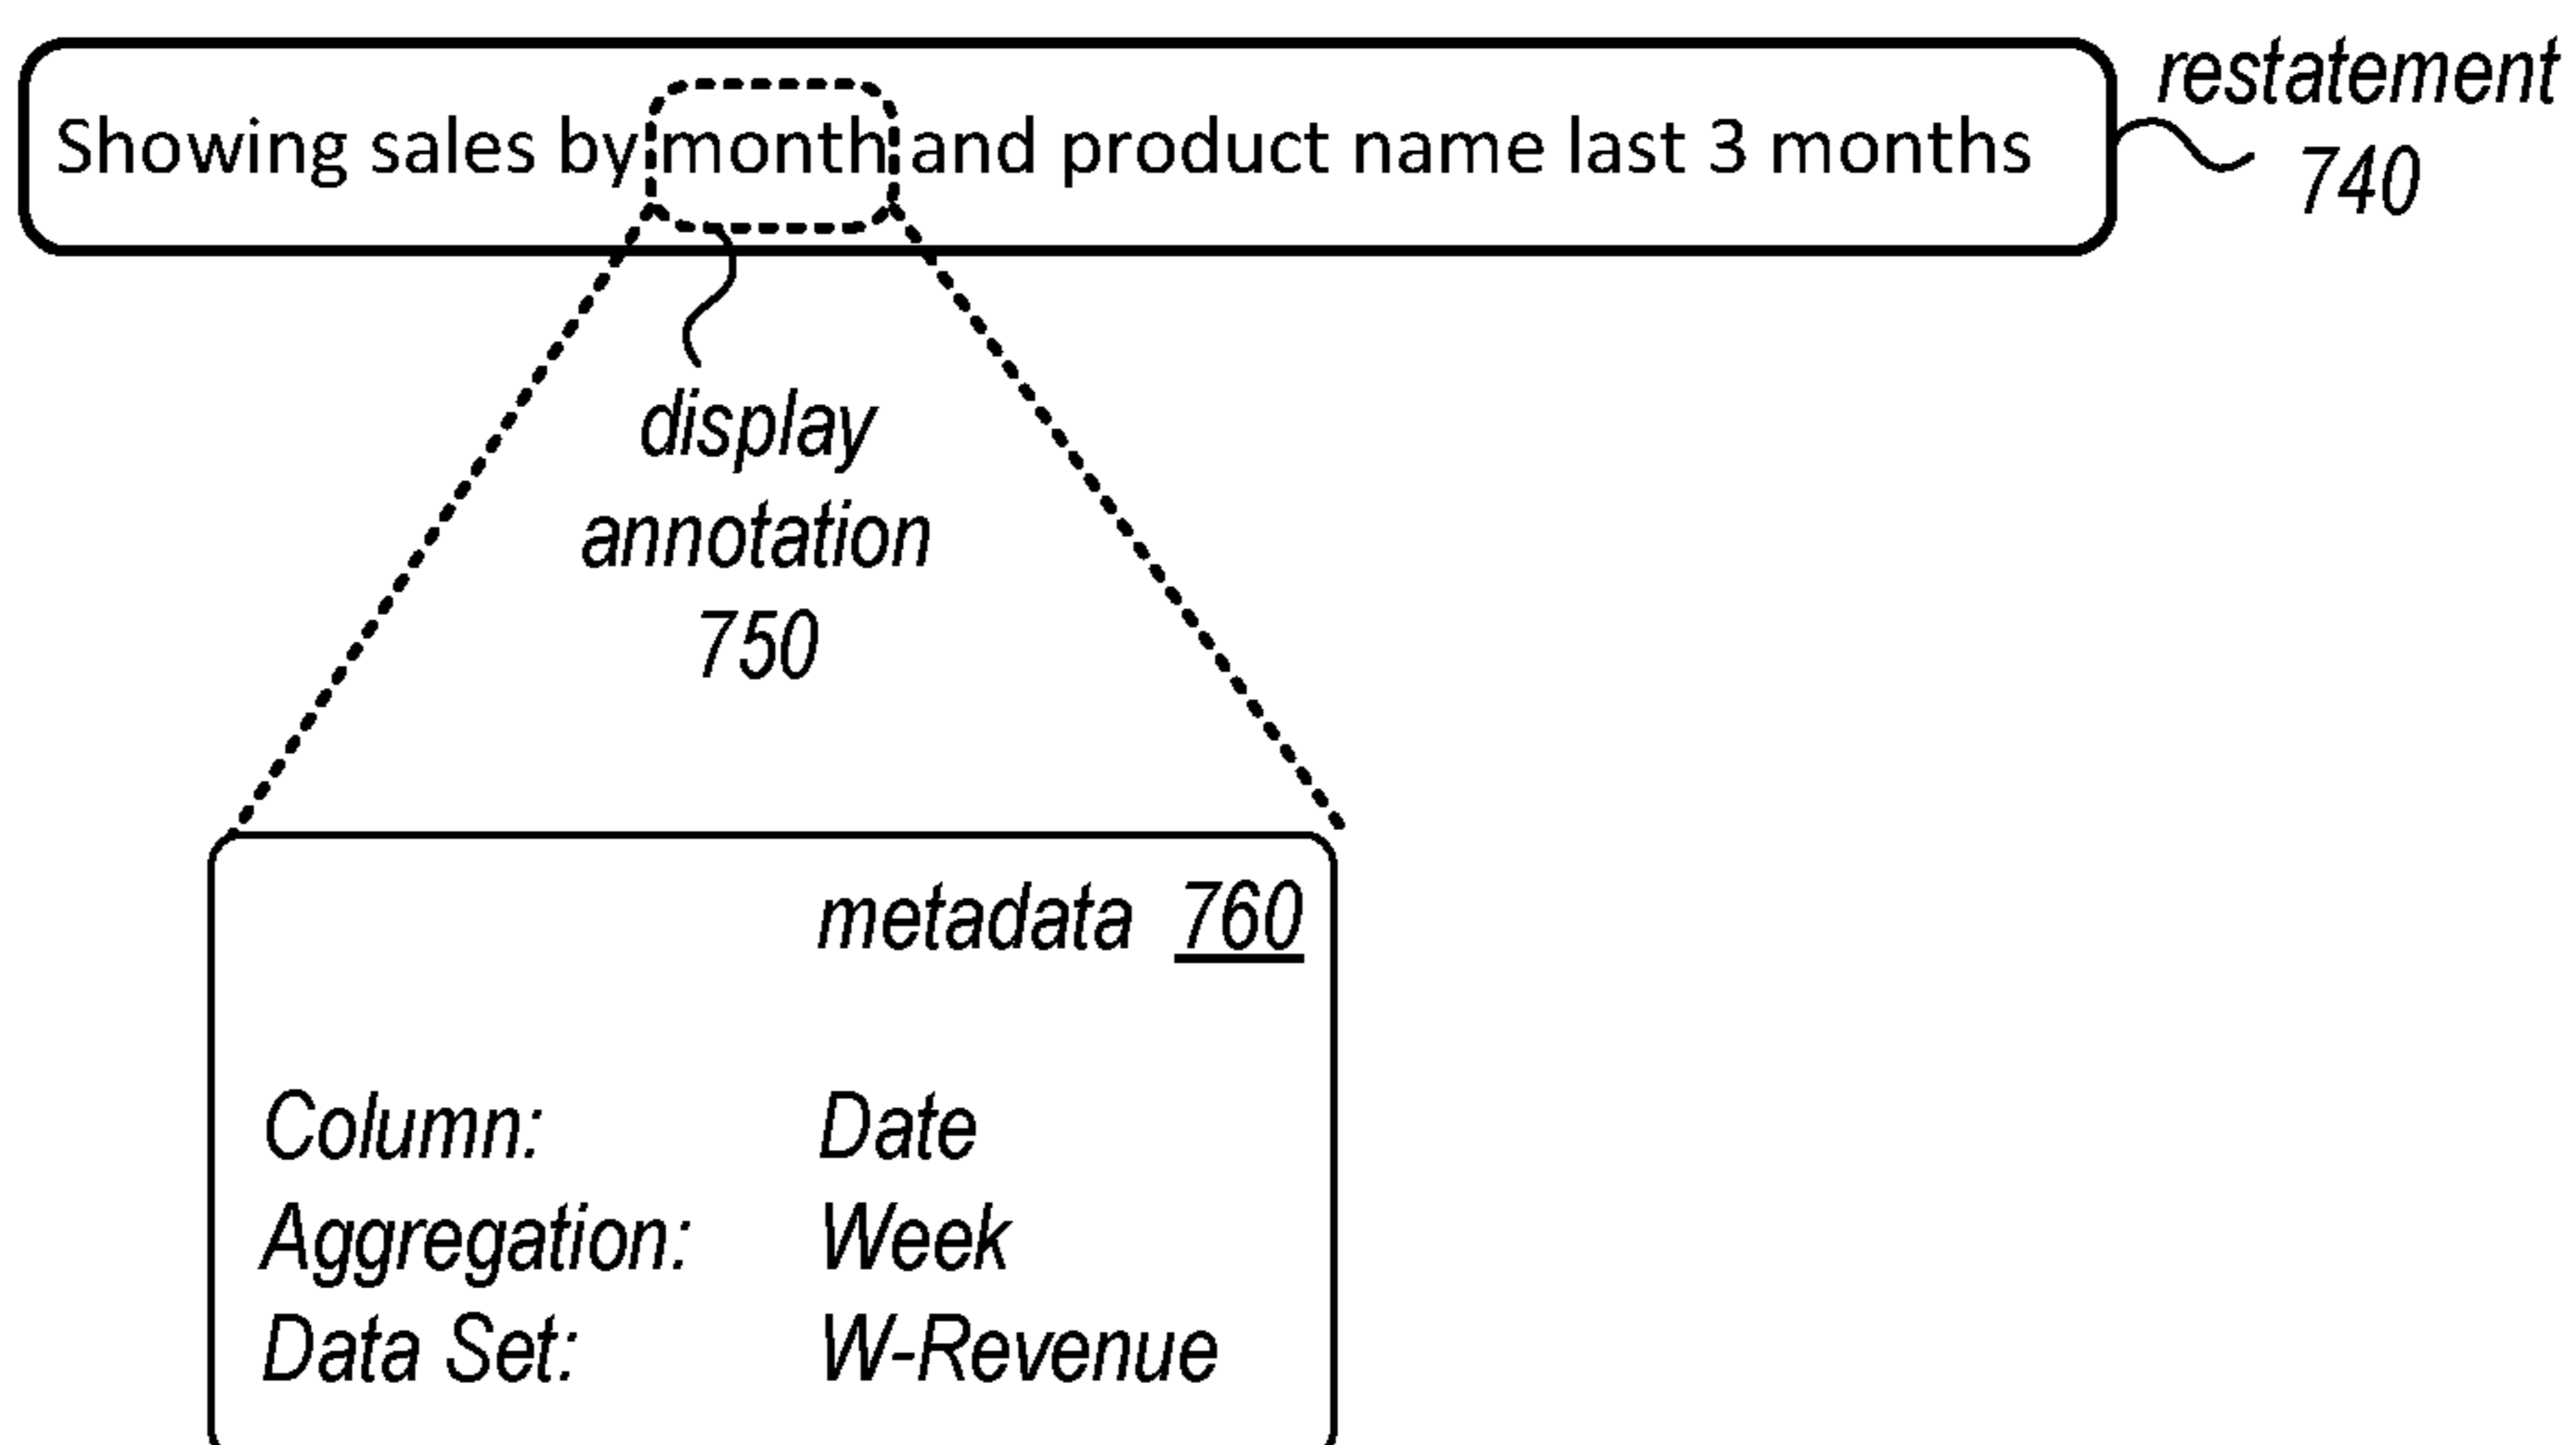 Showing sales by month and product name last 3 months
restatement
740
display
annotation
750
metadata 760
Column: Date
Aggregation: Week
Data Set: W-Revenue